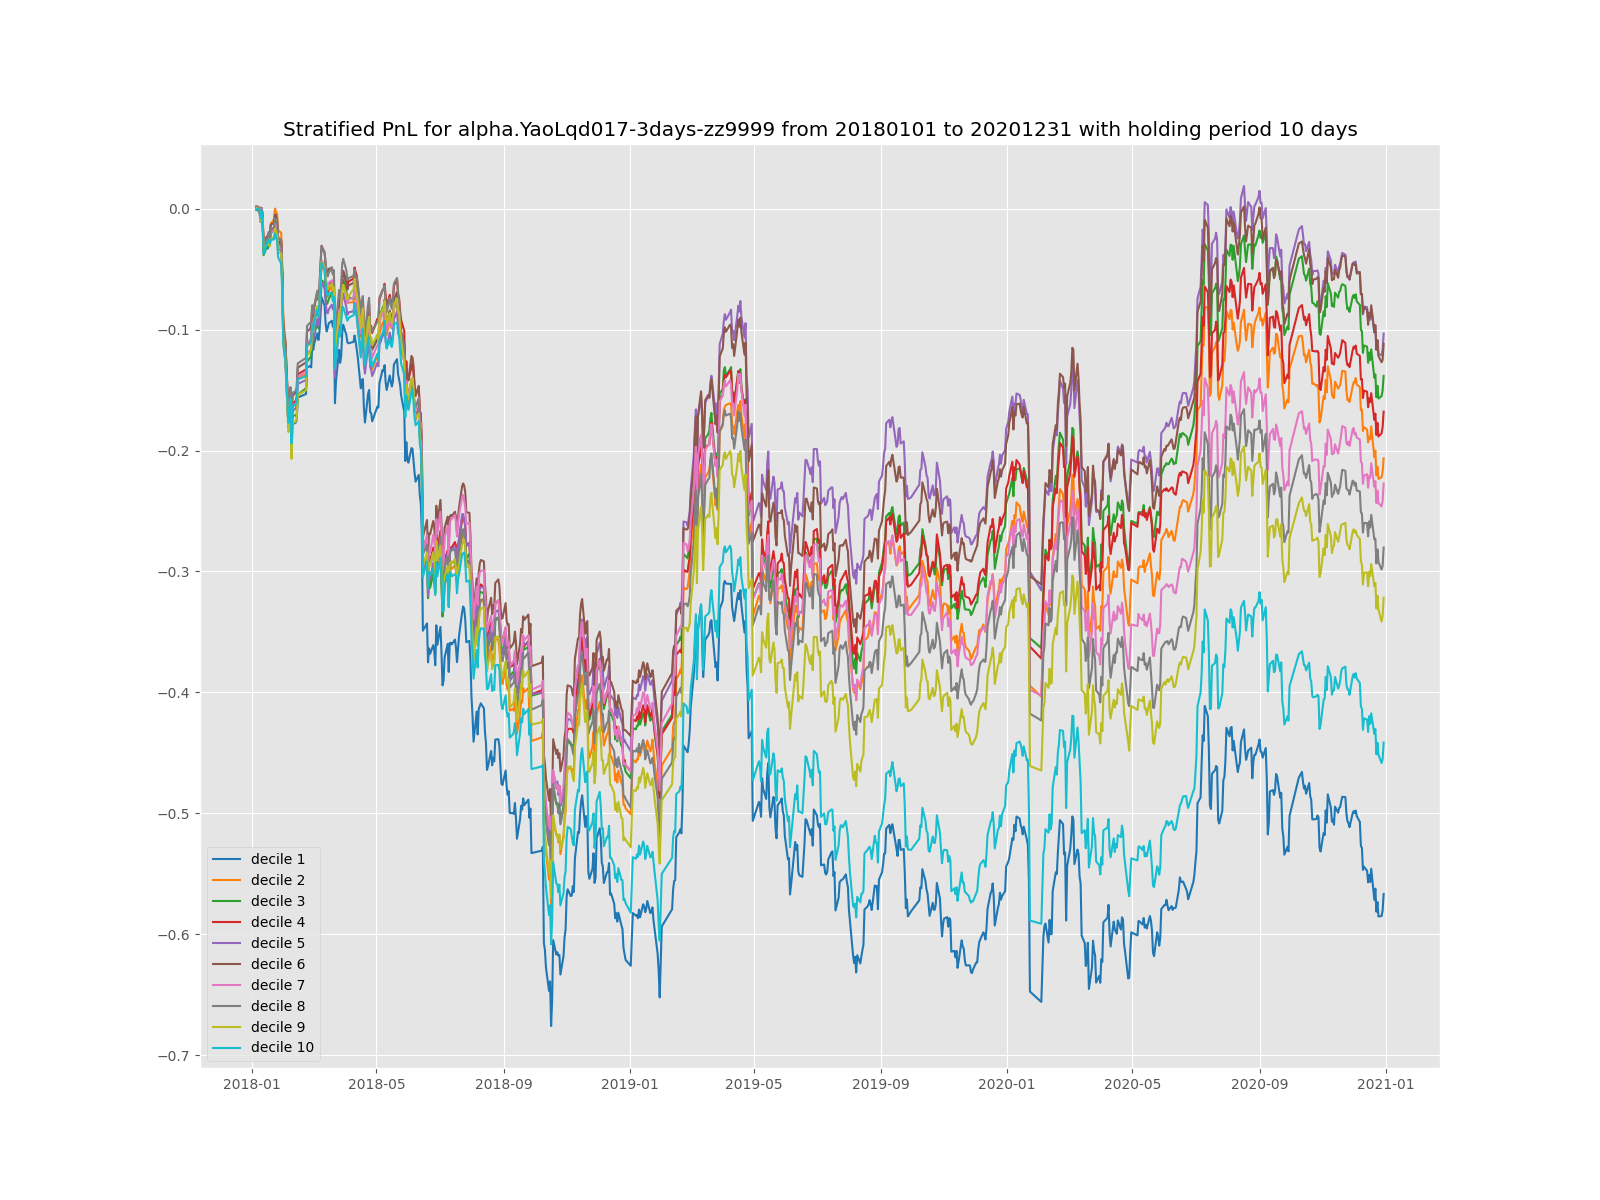 Stratified PnL for alpha.YaoLqd017-3days-zz9999 from 20180101 to 20201231 with holding period 10 days
0.0
−0.1
−0.2
−0.3
−0.4
−0.5
−0.6
−0.7
decile 1
decile 2
decile 3
decile 4
decile 5
decile 6
decile 7
decile 8
decile 9
decile 10
2018-01 2018-05 2018-09 2019-01 2019-05 2019-09 2020-01 2020-05 2020-09 2021-01